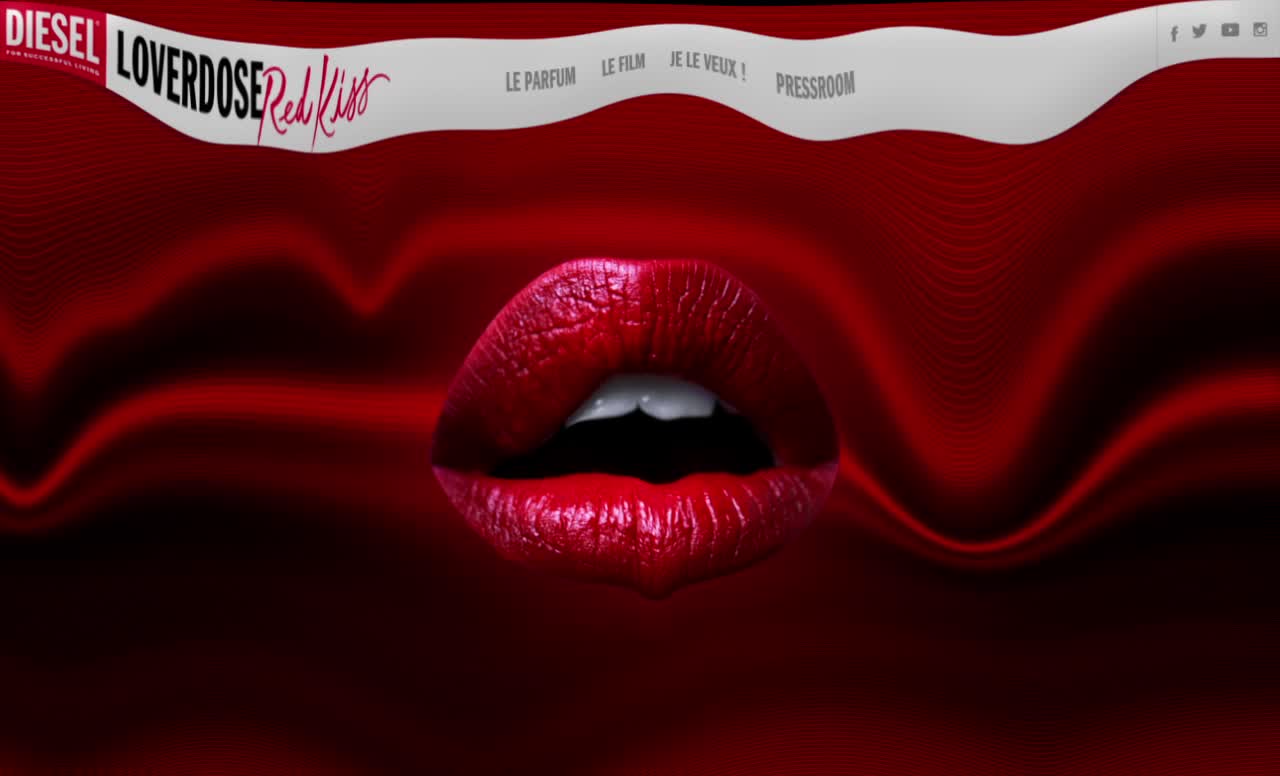 DIESEL
FOR SUCCESSFUL LIVING
LOVERDOSE Red Kiss
LE PARFUM
LE FILM
JE LE VEUX !
PRESSROOM